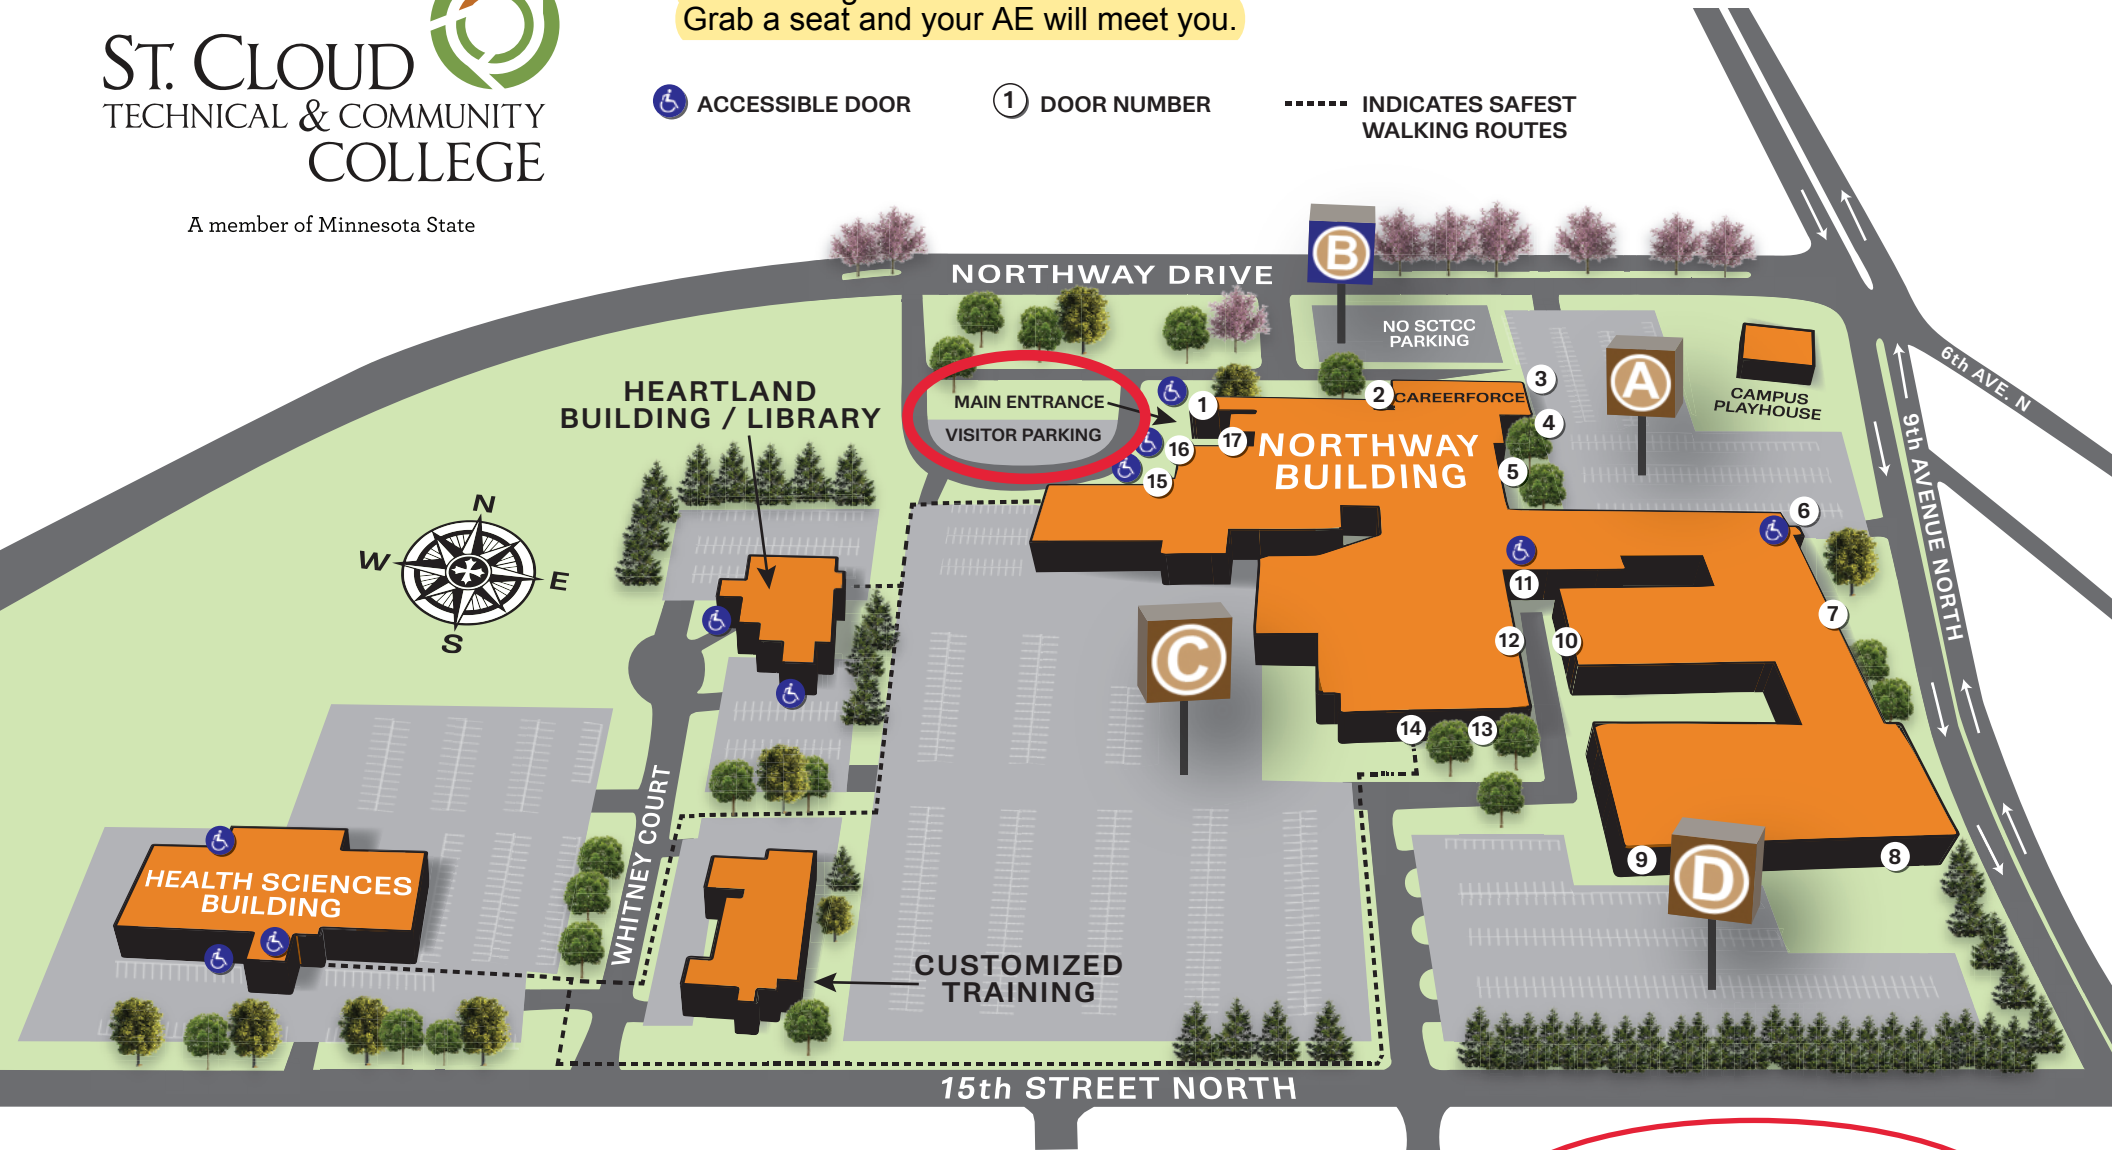 Grab a seat and your AE will meet you.
ST. CLOUD
TECHNICAL & COMMUNITY
COLLEGE
A member of Minnesota State
ACCESSIBLE DOOR
1 DOOR NUMBER
INDICATES SAFEST
WALKING ROUTES
NORTHWAY DRIVE
B
NO SCTCC
PARKING
A
CAMPUS
PLAYHOUSE
6th AVE. N
9th AVENUE NORTH
HEARTLAND
BUILDING / LIBRARY
MAIN ENTRANCE
VISITOR PARKING
1
2
CAREERFORCE
3
4
5
6
7
8
9
10
11
12
13
14
15
16
17
NORTHWAY
BUILDING
N
W
E
S
C
D
WHITNEY COURT
HEALTH SCIENCES
BUILDING
CUSTOMIZED
TRAINING
15th STREET NORTH